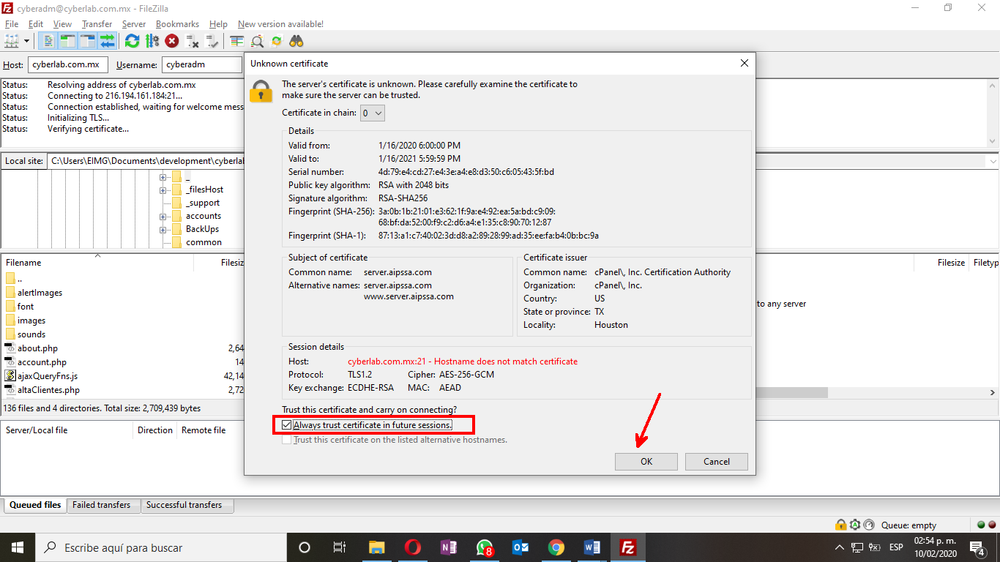 cyberadm@cyberlab.com.mx - FileZilla
File Edit View Transfer Server Bookmarks Help New version available!
Host: cyberlab.com.mx Username: cyberadm
Status: Resolving address of cyberlab.com.mx
Status: Connecting to 216.194.161.184:21...
Status: Connection established, waiting for welcome mess
Status: Initializing TLS...
Status: Verifying certificate...
Local site: C:\Users\EIMG\Documents\development\cyberlab
_
_filesHost
_support
accounts
BackUps
common
Filename Filesiz
..
alertImages
font
images
sounds
about.php 2,64
account.php 14
ajaxQueryFns.js 42,14
altaClientes.php 2,72
136 files and 4 directories. Total size: 2,709,439 bytes
Filesize Filetyp
to any server
Unknown certificate
The server's certificate is unknown. Please carefully examine the certificate to
make sure the server can be trusted.
Certificate in chain: 0
Details
Valid from: 1/16/2020 6:00:00 PM
Valid to: 1/16/2021 5:59:59 PM
Serial number: 4d:79:e4:cd:27:e4:3e:a4:e8:d3:50:c6:05:43:5f:bd
Public key algorithm: RSA with 2048 bits
Signature algorithm: RSA-SHA256
Fingerprint (SHA-256): 3a:0b:1b:21:01:e3:62:1f:9a:e4:92:ea:5a:bd:c9:09:
68:bf:da:52:00:f9:c2:d6:a4:e1:35:c8:90:70:12:87
Fingerprint (SHA-1): 87:13:a1:c7:40:02:3d:d8:a2:89:28:99:ad:35:ee:fa:b4:0b:bc:9a
Subject of certificate
Common name: server.aipssa.com
Alternative names: server.aipssa.com
www.server.aipssa.com
Certificate issuer
Common name: cPanel\, Inc. Certification Authority
Organization: cPanel\, Inc.
Country: US
State or province: TX
Locality: Houston
Session details
Host: cyberlab.com.mx:21 - Hostname does not match certificate
Protocol: TLS1.2 Cipher: AES-256-GCM
Key exchange: ECDHE-RSA MAC: AEAD
Trust this certificate and carry on connecting?
Always trust certificate in future sessions.
Trust this certificate on the listed alternative hostnames.
OK Cancel
Server/Local file Direction Remote file
Queued files Failed transfers Successful transfers
Queue: empty
Escribe aquí para buscar
8
ESP
02:54 p. m.
10/02/2020
4